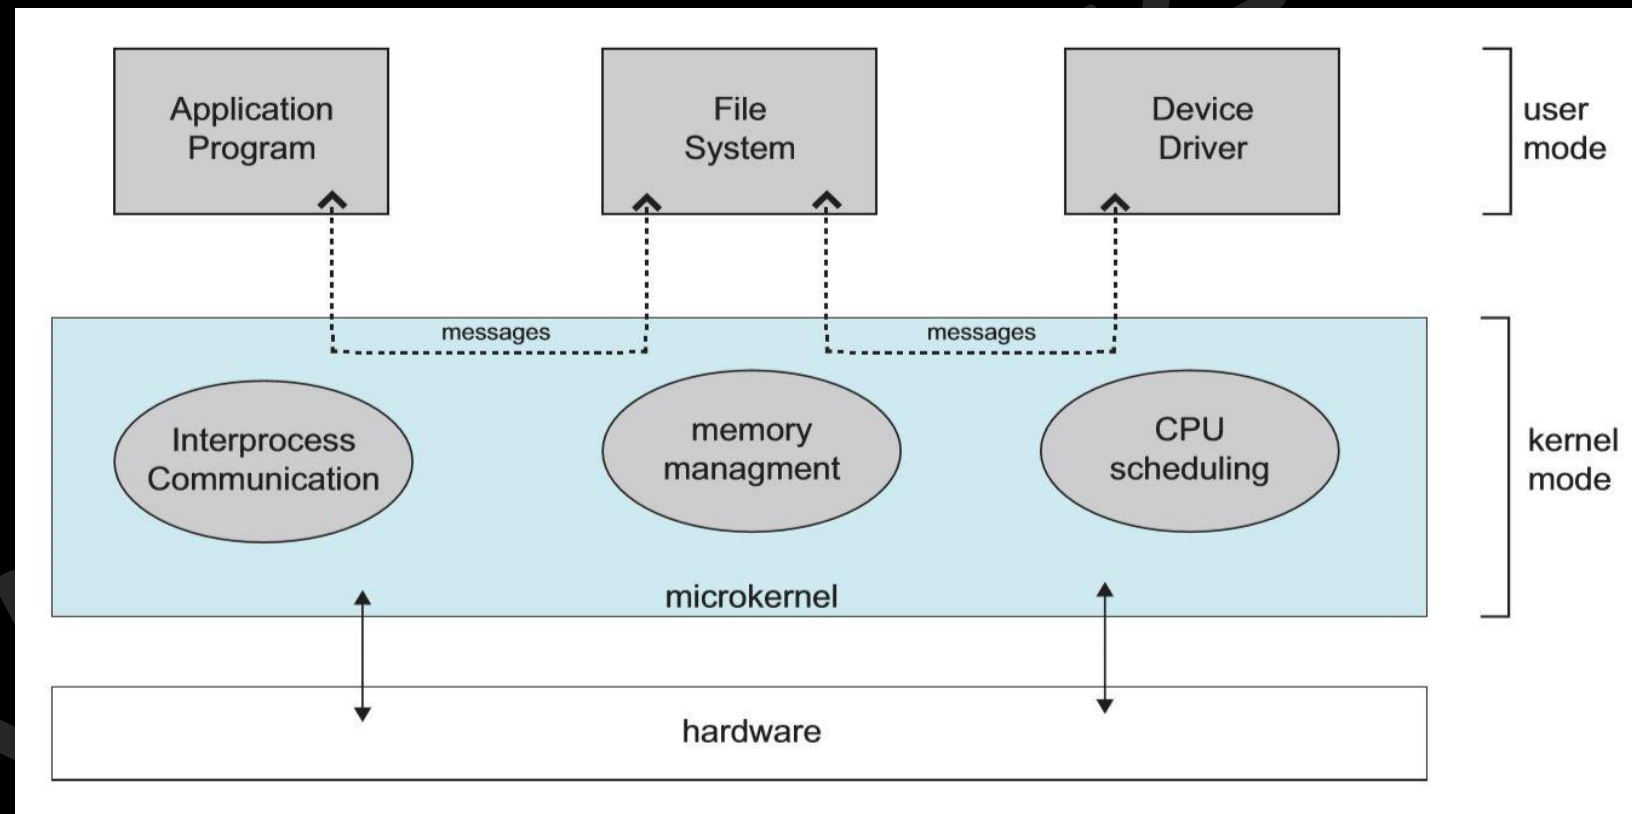 Application
Program
File
System
Device
Driver
user
mode
messages
messages
Interprocess
Communication
memory
managment
CPU
scheduling
kernel
mode
microkernel
hardware